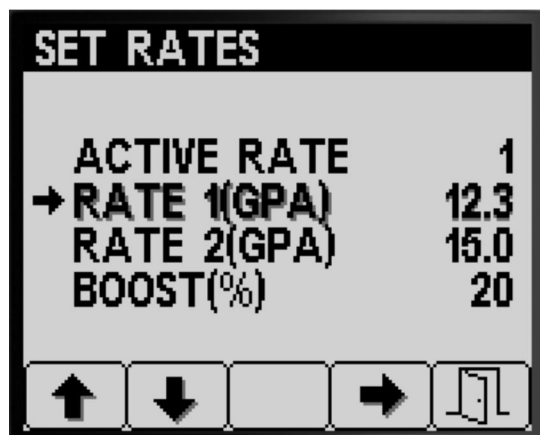 SET RATES
ACTIVE RATE 1
RATE 1(GPA) 12.3
RATE 2(GPA) 15.0
BOOST(%) 20